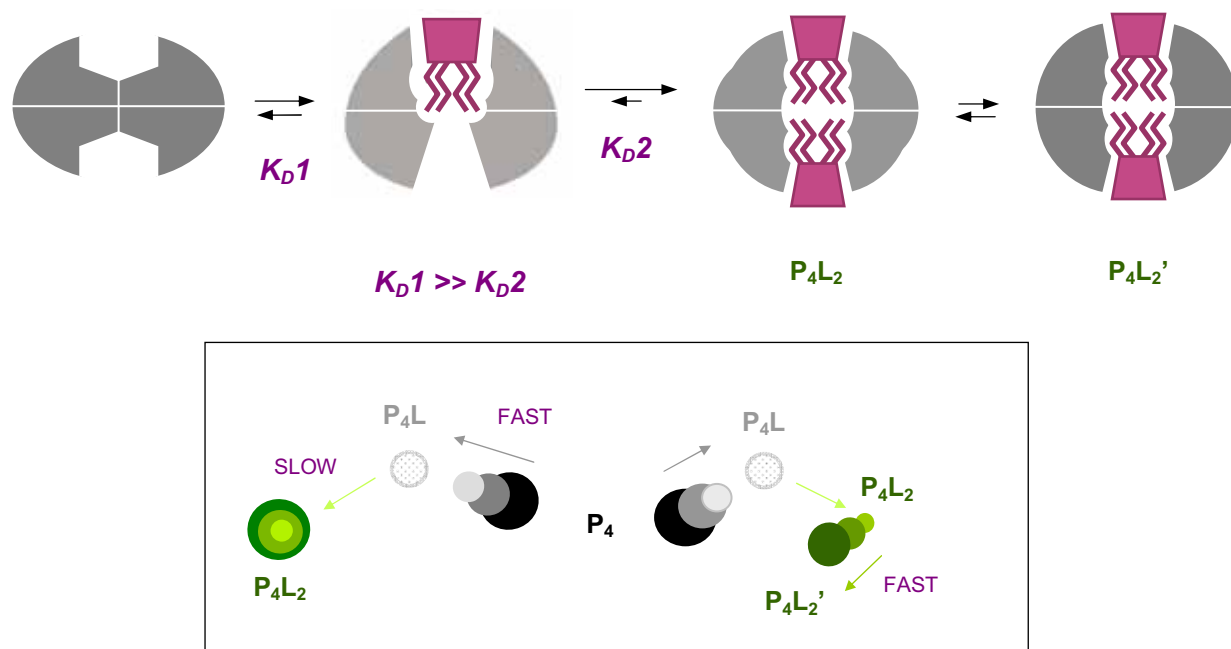 K_D1
K_D2
K_D1 >> K_D2
P₄L₂
P₄L₂’
P₄L
FAST
SLOW
P₄L₂
P₄
P₄L
P₄L₂
P₄L₂’
FAST